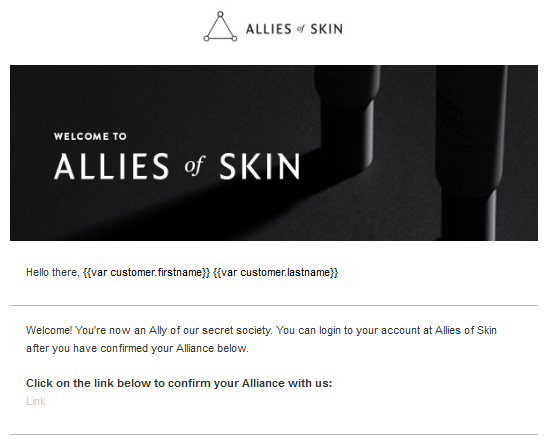 ALLIES of SKIN
WELCOME TO
ALLIES of SKIN
Hello there, {{var customer.firstname}} {{var customer.lastname}}
Welcome! You're now an Ally of our secret society. You can login to your account at Allies of Skin
after you have confirmed your Alliance below.
Click on the link below to confirm your Alliance with us:
Link